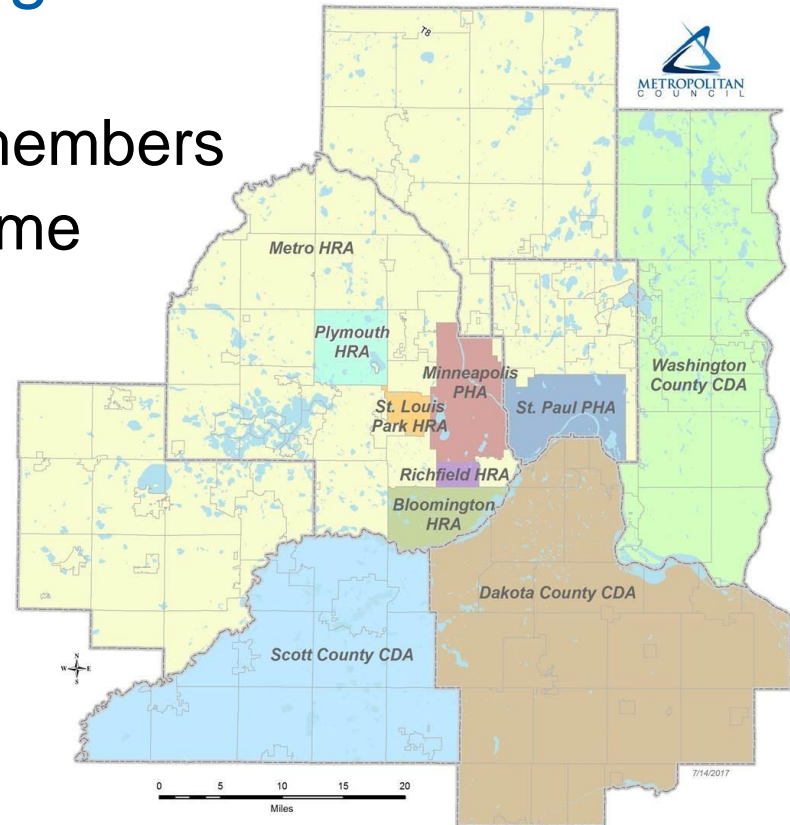 g
members
me
T8
METROPOLITAN
COUNCIL
Metro HRA
Plymouth
HRA
Minneapolis
PHA
Washington
County CDA
St. Louis
Park HRA
St. Paul PHA
Richfield HRA
Bloomington
HRA
Dakota County CDA
Scott County CDA
N
W E
S
7/14/2017
0 5 10 15 20
Miles